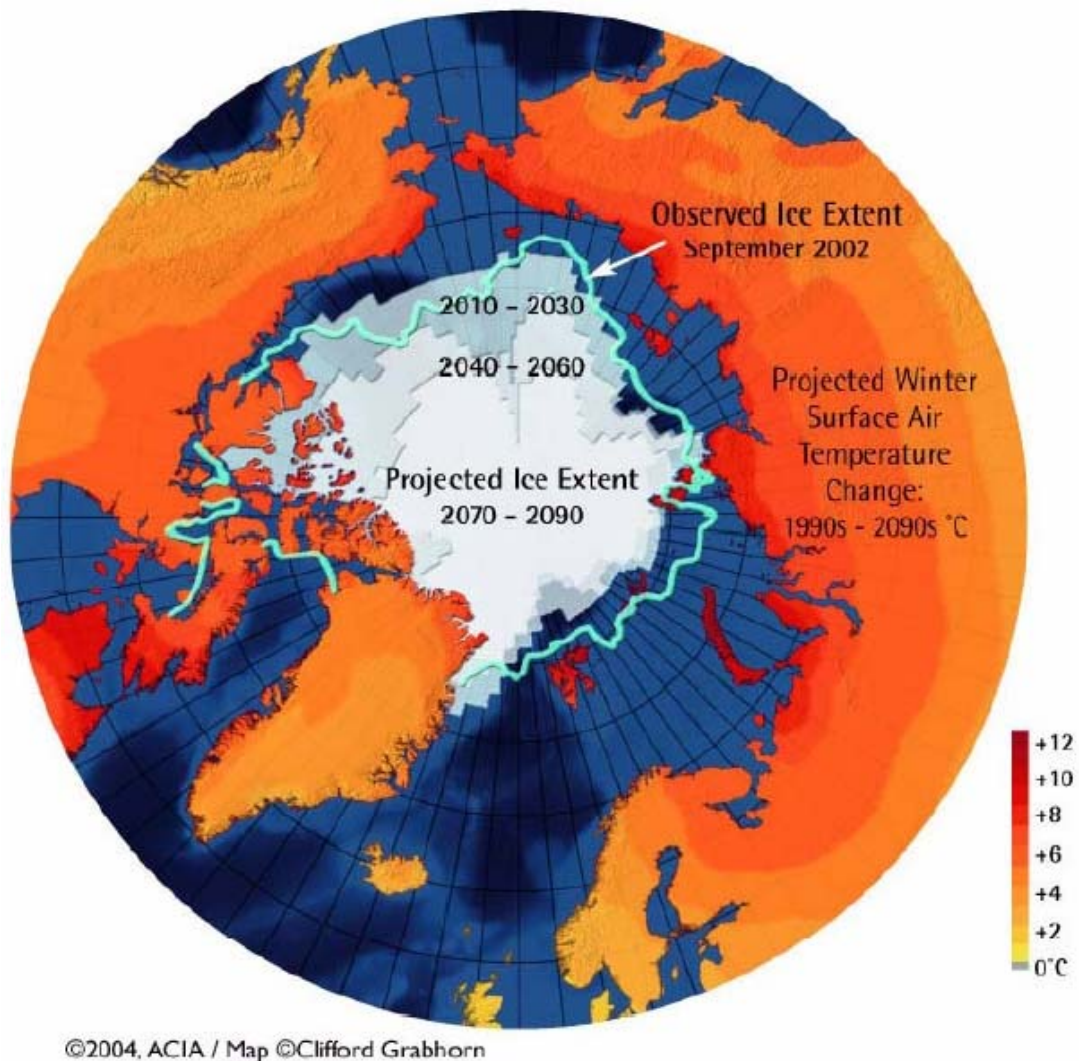 Observed Ice Extent
September 2002
2010 – 2030
2040 – 2060
Projected Ice Extent
2070 – 2090
Projected Winter
Surface Air
Temperature
Change:
1990s – 2090s °C
+12
+10
+8
+6
+4
+2
0°C
©2004, ACIA / Map ©Clifford Grabhorn